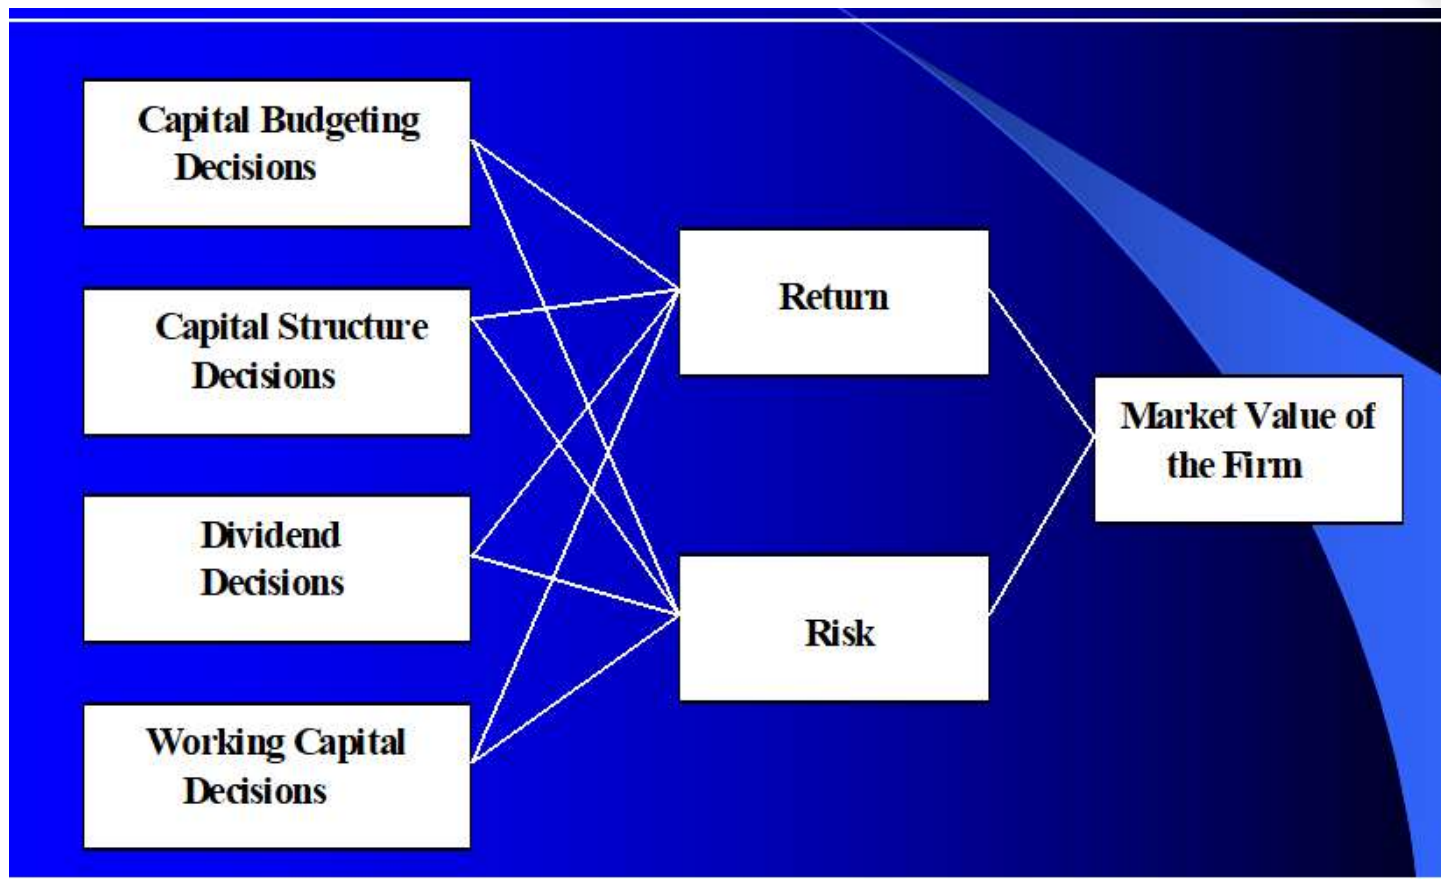 Capital Budgeting
Decisions
Capital Structure
Decisions
Dividend
Decisions
Working Capital
Decisions
Return
Risk
Market Value of
the Firm